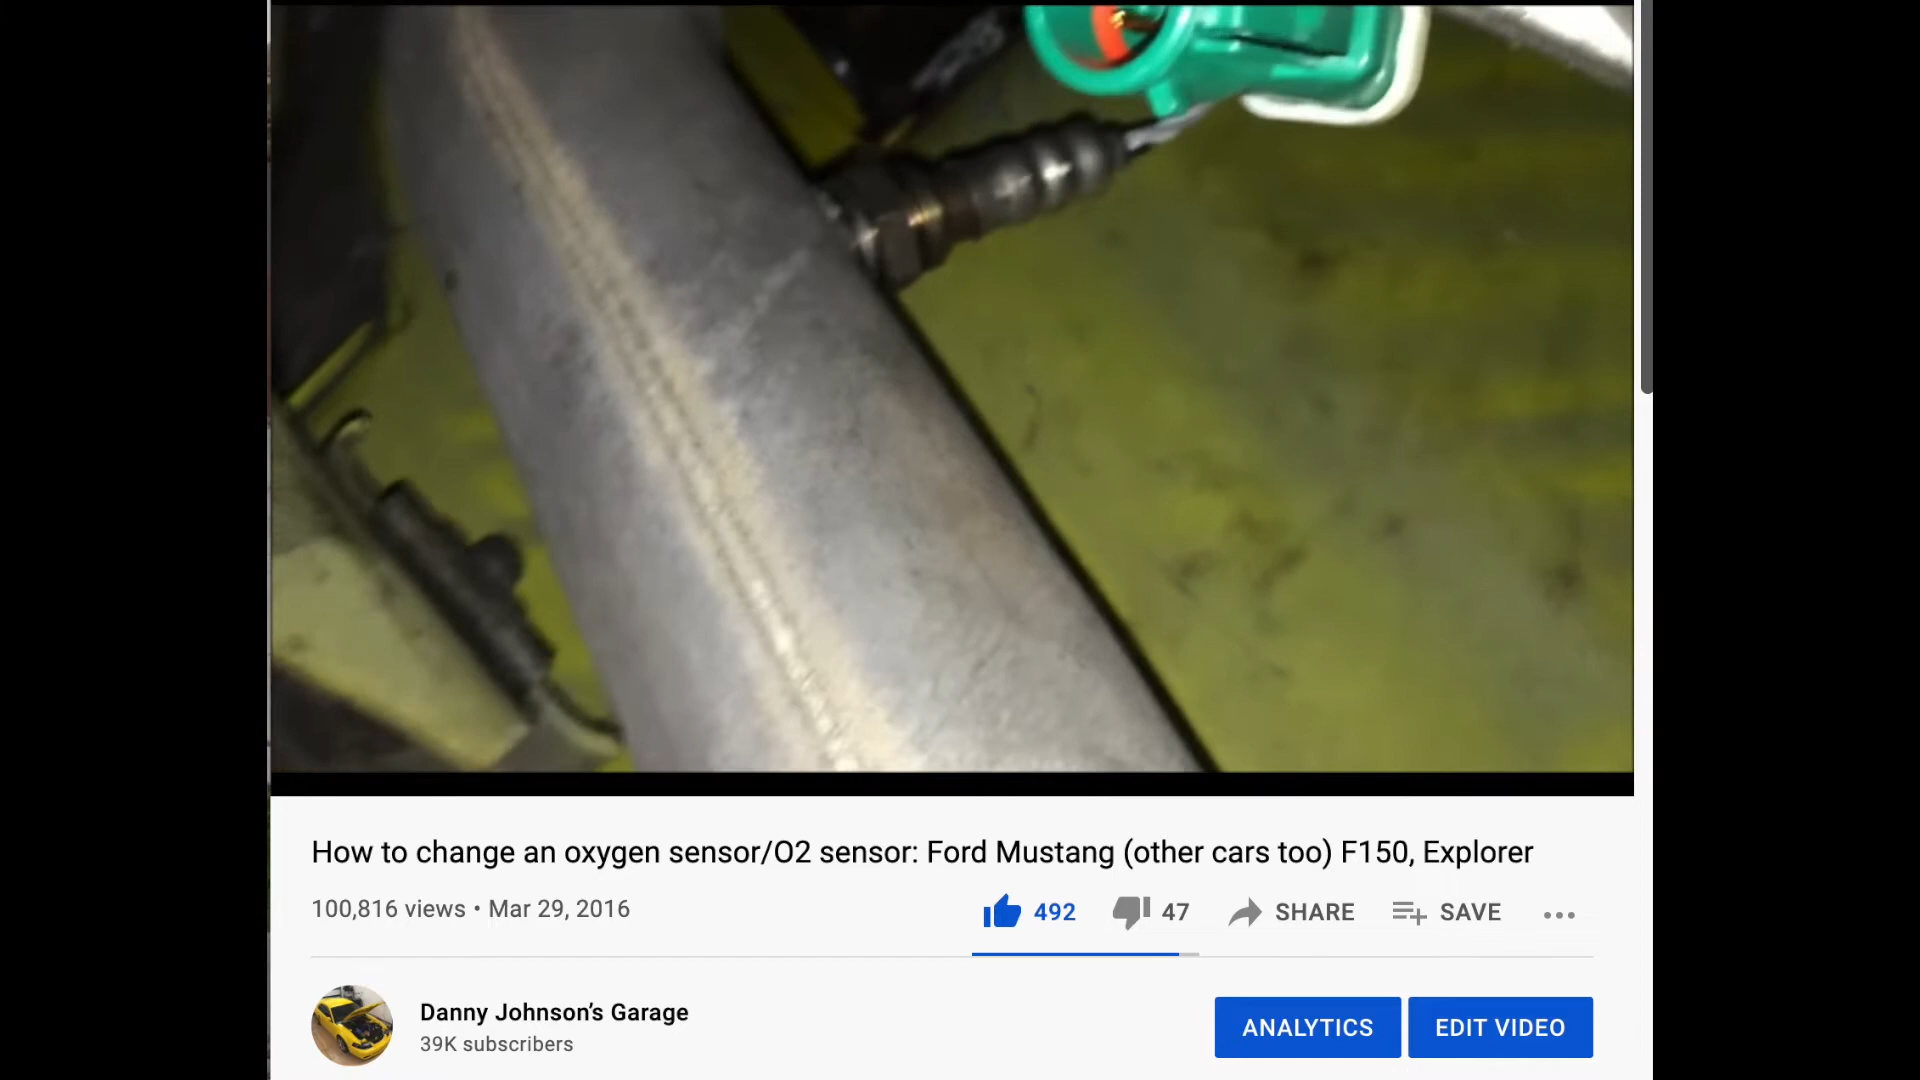 How to change an oxygen sensor/O2 sensor: Ford Mustang (other cars too) F150, Explorer
100,816 views • Mar 29, 2016
492
47
SHARE
SAVE
Danny Johnson's Garage
39K subscribers
ANALYTICS
EDIT VIDEO